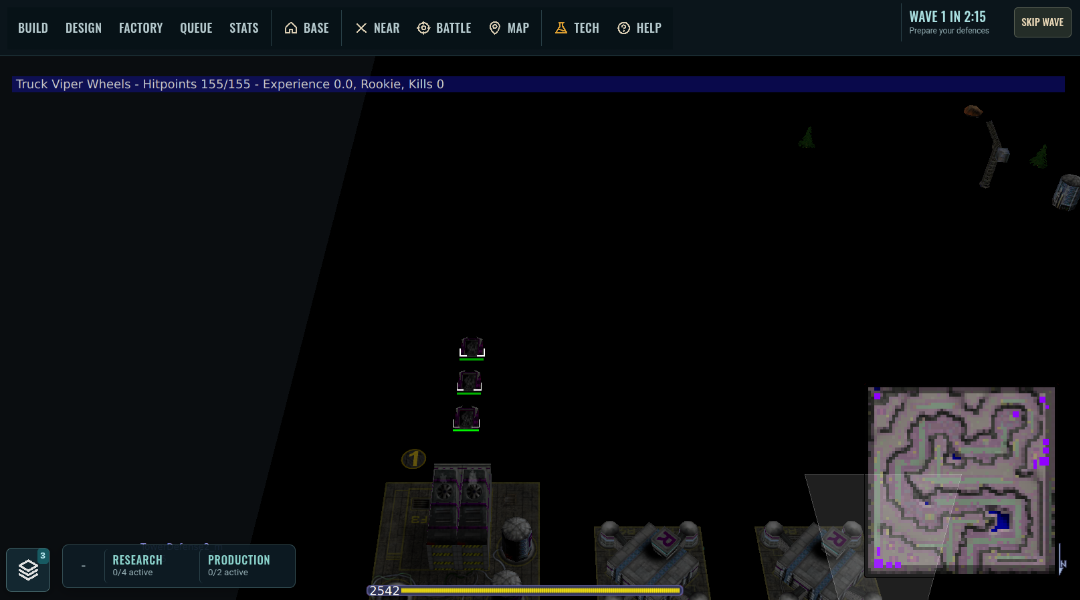 BUILD DESIGN FACTORY QUEUE STATS BASE NEAR BATTLE MAP TECH HELP
WAVE 1 IN 2:15
Prepare your defences
SKIP WAVE
Truck Viper Wheels - Hitpoints 155/155 - Experience 0.0, Rookie, Kills 0
1
R
R
3
-
RESEARCH
0/4 active
PRODUCTION
0/2 active
2542
N